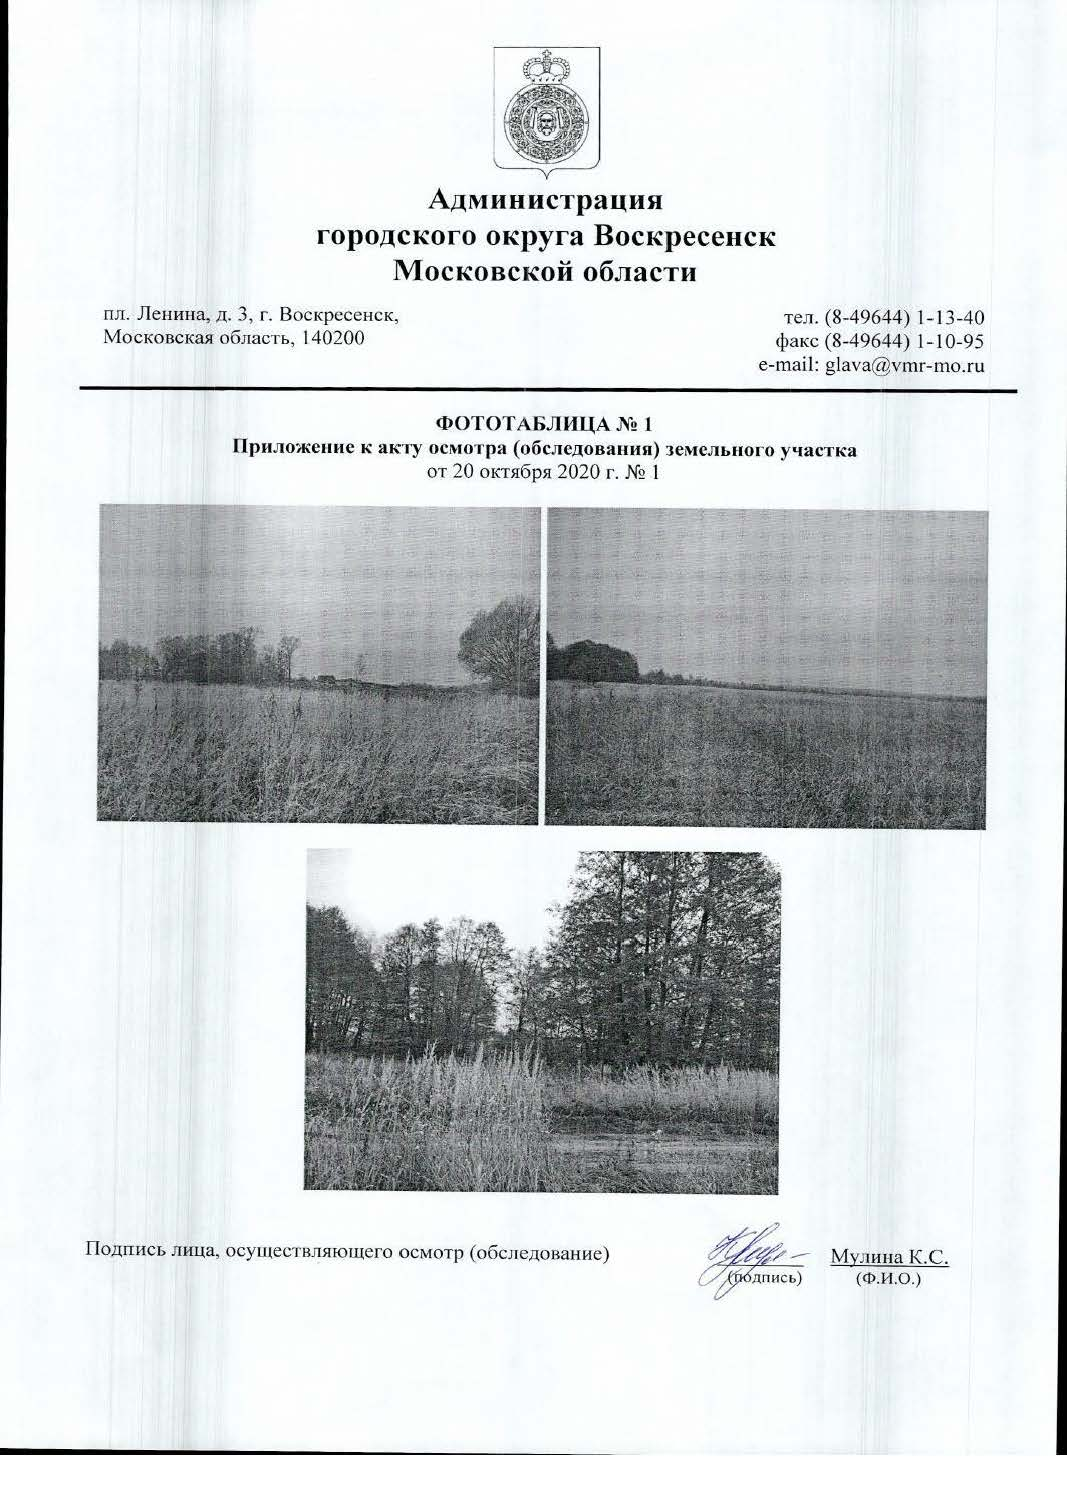 Администрация
городского округа Воскресенск
Московской области
пл. Ленина, д. 3, г. Воскресенск,
Московская область, 140200
тел. (8-49644) 1-13-40
факс (8-49644) 1-10-95
e-mail: glava@vmr-mo.ru
ФОТОТАБЛИЦА № 1
Приложение к акту осмотра (обследования) земельного участка
от 20 октября 2020 г. № 1
Подпись лица, осуществляющего осмотр (обследование)
Мулина К.С.
(подпись)
(Ф.И.О.)